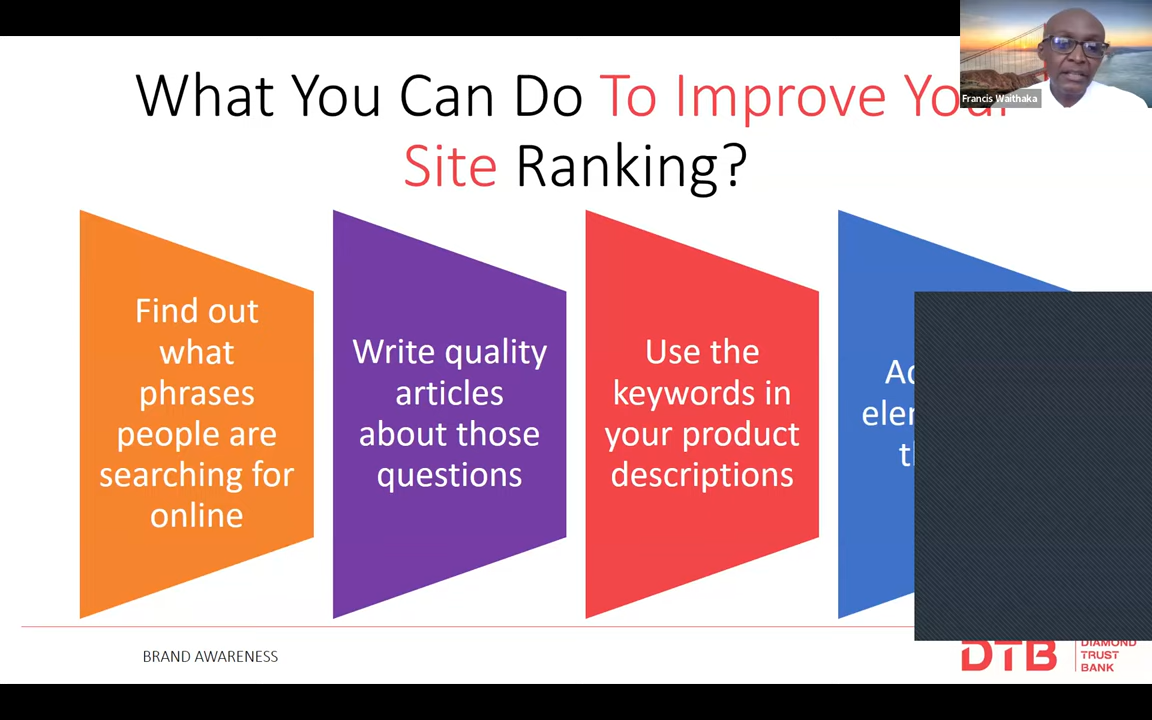 What You Can Do To Improve Your
Site Ranking?
Francis Waithaka
Find out
what
phrases
people are
searching for
online
Write quality
articles
about those
questions
Use the
keywords in
your product
descriptions
BRAND AWARENESS
DTB
DIAMOND
TRUST
BANK